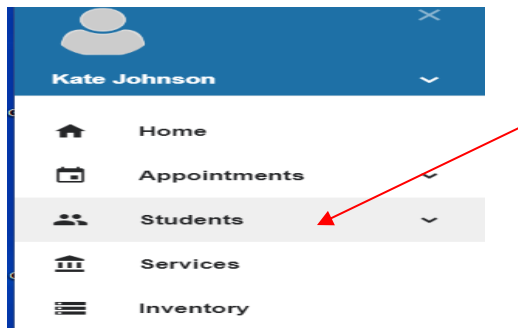 Kate Johnson
Home
Appointments
Students
Services
Inventory